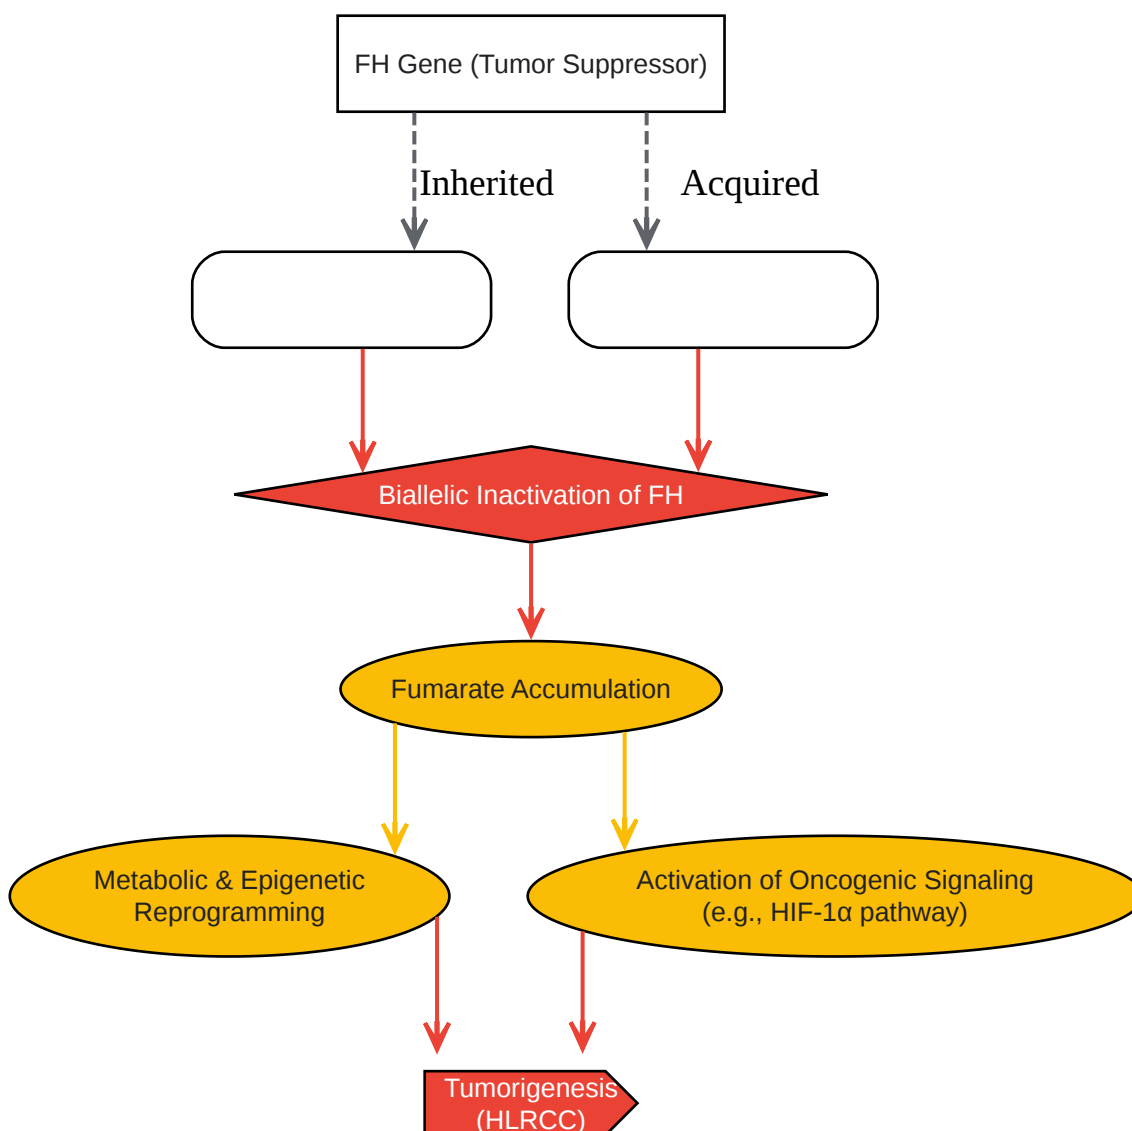 FH Gene (Tumor Suppressor)
Inherited
Acquired
Biallelic Inactivation of FH
Fumarate Accumulation
Metabolic & Epigenetic
Reprogramming
Activation of Oncogenic Signaling
(e.g., HIF-1α pathway)
Tumorigenesis
(HLRCC)